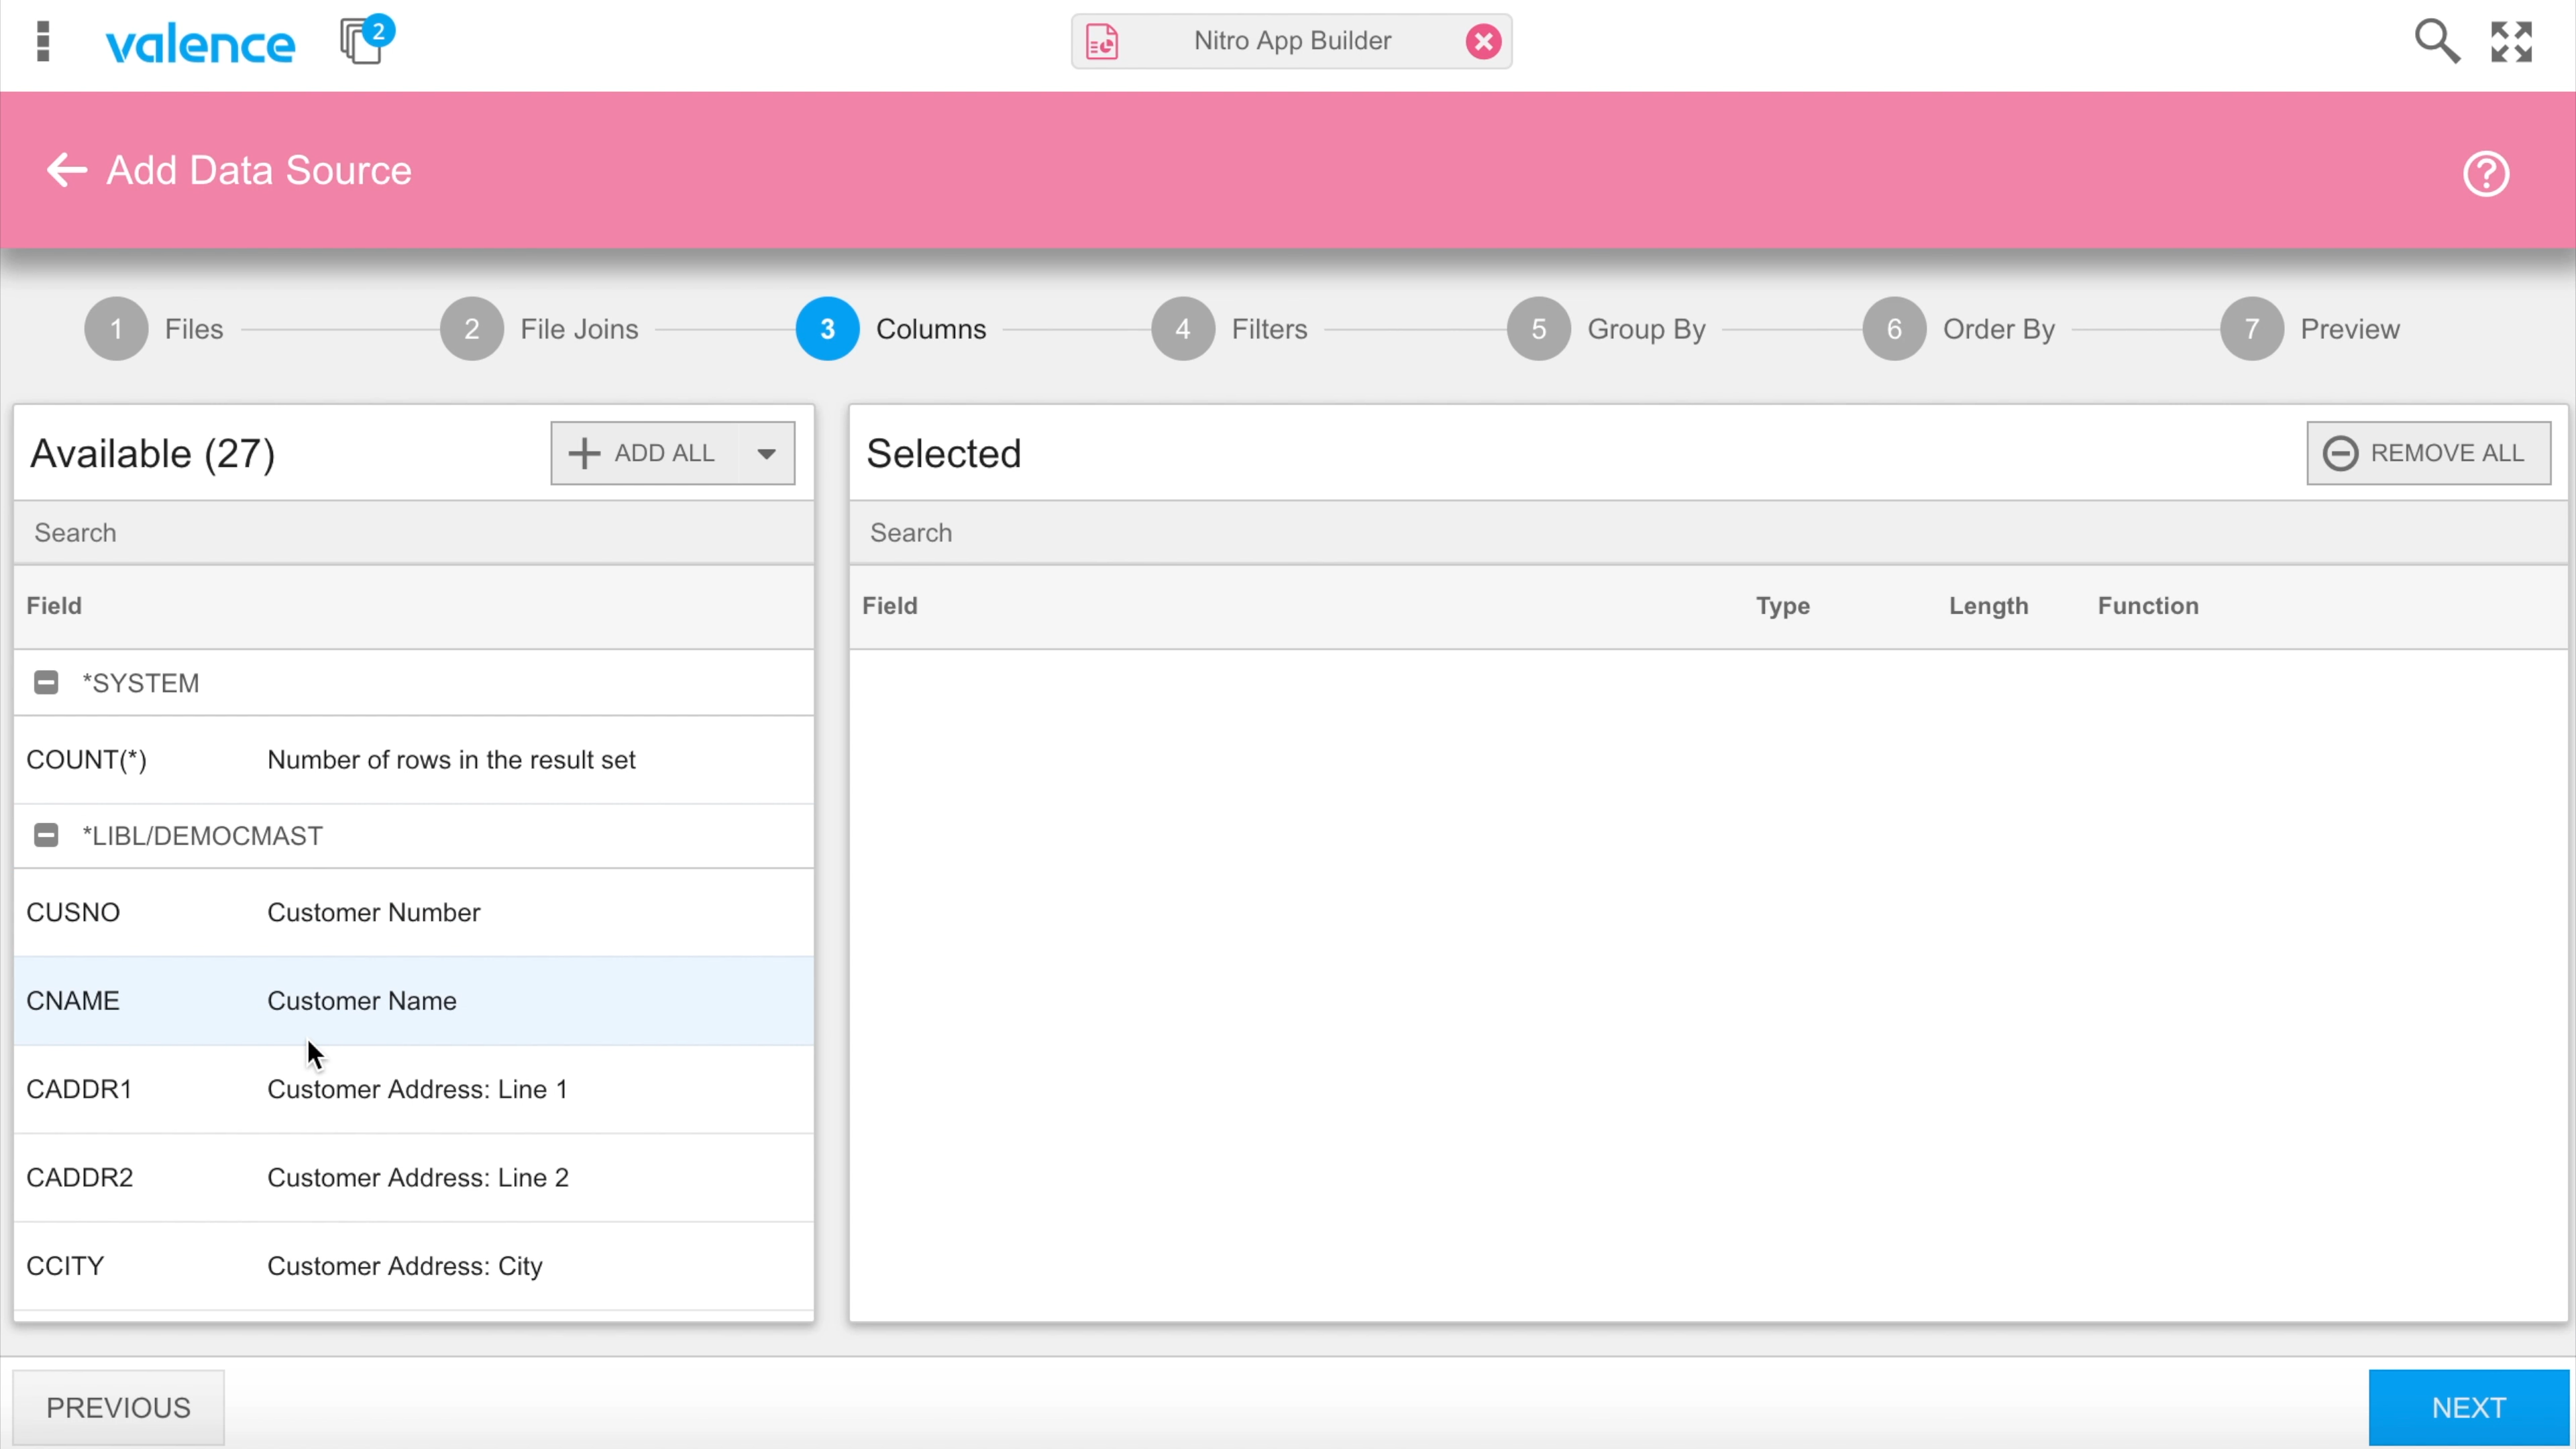 valence 2 Nitro App Builder
Add Data Source
1 Files 2 File Joins 3 Columns 4 Filters 5 Group By 6 Order By 7 Preview
Available (27) ADD ALL
Search
Field
*SYSTEM
COUNT(*) Number of rows in the result set
*LIBL/DEMOCMAST
CUSNO Customer Number
CNAME Customer Name
CADDR1 Customer Address: Line 1
CADDR2 Customer Address: Line 2
CCITY Customer Address: City
Selected REMOVE ALL
Search
Field Type Length Function
PREVIOUS NEXT